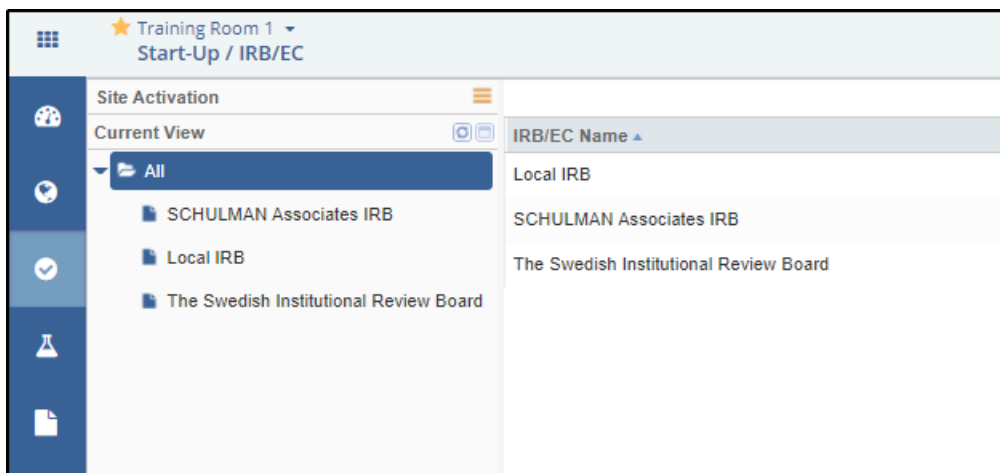 Training Room 1
Start-Up / IRB/EC
Site Activation
Current View
All
SCHULMAN Associates IRB
Local IRB
The Swedish Institutional Review Board
IRB/EC Name
Local IRB
SCHULMAN Associates IRB
The Swedish Institutional Review Board